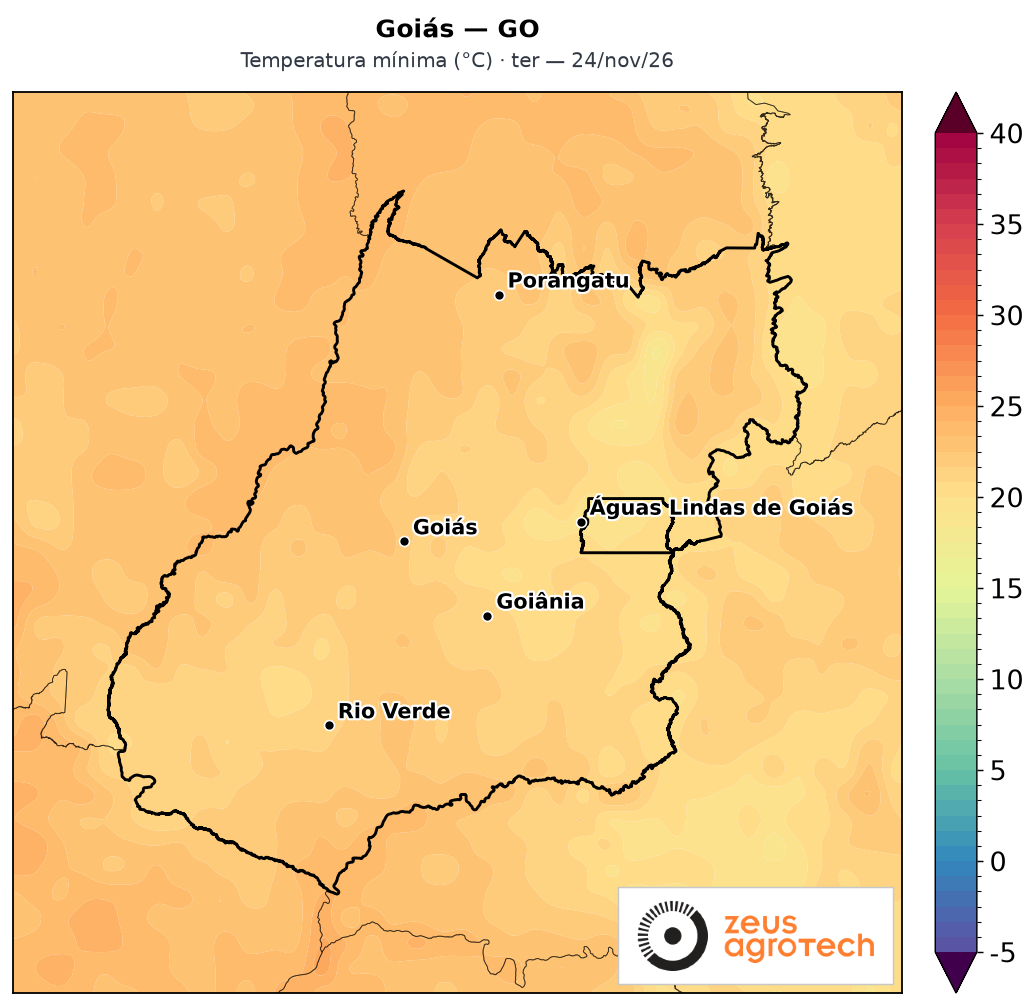 Goiás — GO
Temperatura mínima (°C) · ter — 24/nov/26
Porangatu
Águas Lindas de Goiás
Goiás
Goiânia
Rio Verde
40
35
30
25
20
15
10
5
0
-5
zeus
agrotech